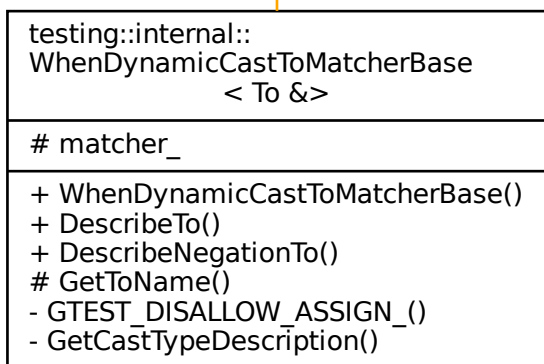 testing::internal::
WhenDynamicCastToMatcherBase
< To &>
# matcher_
+ WhenDynamicCastToMatcherBase()
+ DescribeTo()
+ DescribeNegationTo()
# GetToName()
- GTEST_DISALLOW_ASSIGN_()
- GetCastTypeDescription()